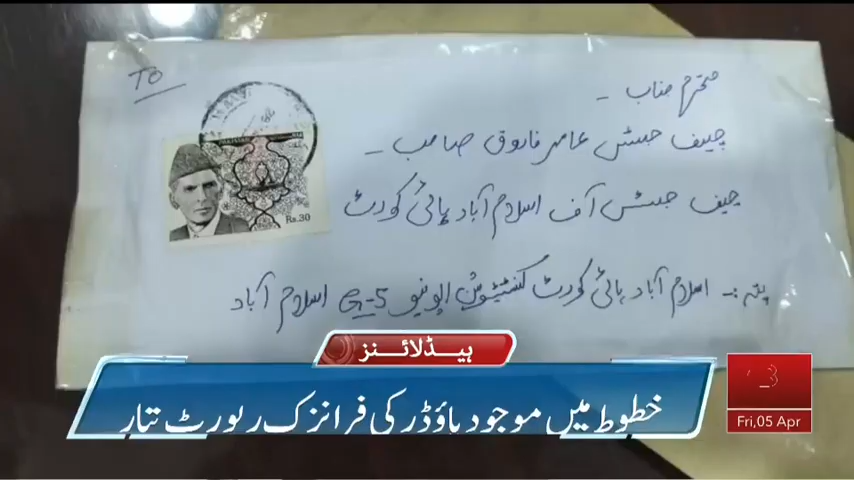 TO
محترم جناب -
چیف جسٹس عامر فاروق صاحب -
چیف جسٹس آف اسلام آباد ہائی کورٹ
Rs.30
پتہ :- اسلام آباد ہائی کورٹ کنسٹیٹیوشن ایونیو G-5 اسلام آباد
ہیڈلائنز
خطوط میں موجود پاؤڈر کی فرانزک رپورٹ تیار
Fri,05 Apr